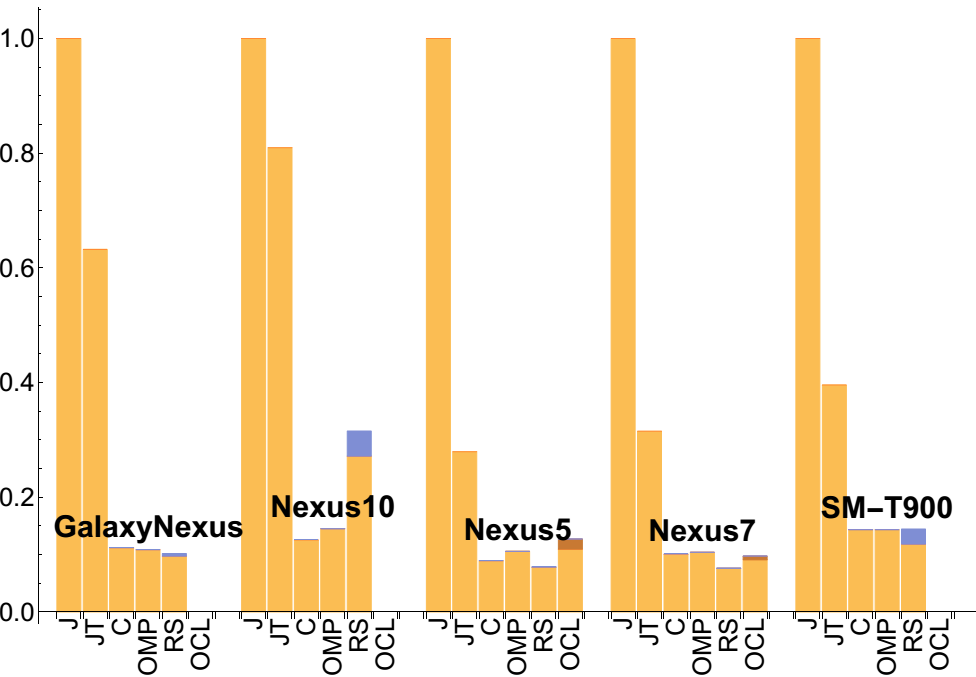 1.0
0.8
0.6
0.4
0.2
0.0
GalaxyNexus
Nexus10
Nexus5
Nexus7
SM−T900
J JT C OMP RS OCL
J JT C OMP RS OCL
J JT C OMP RS OCL
J JT C OMP RS OCL
J JT C OMP RS OCL